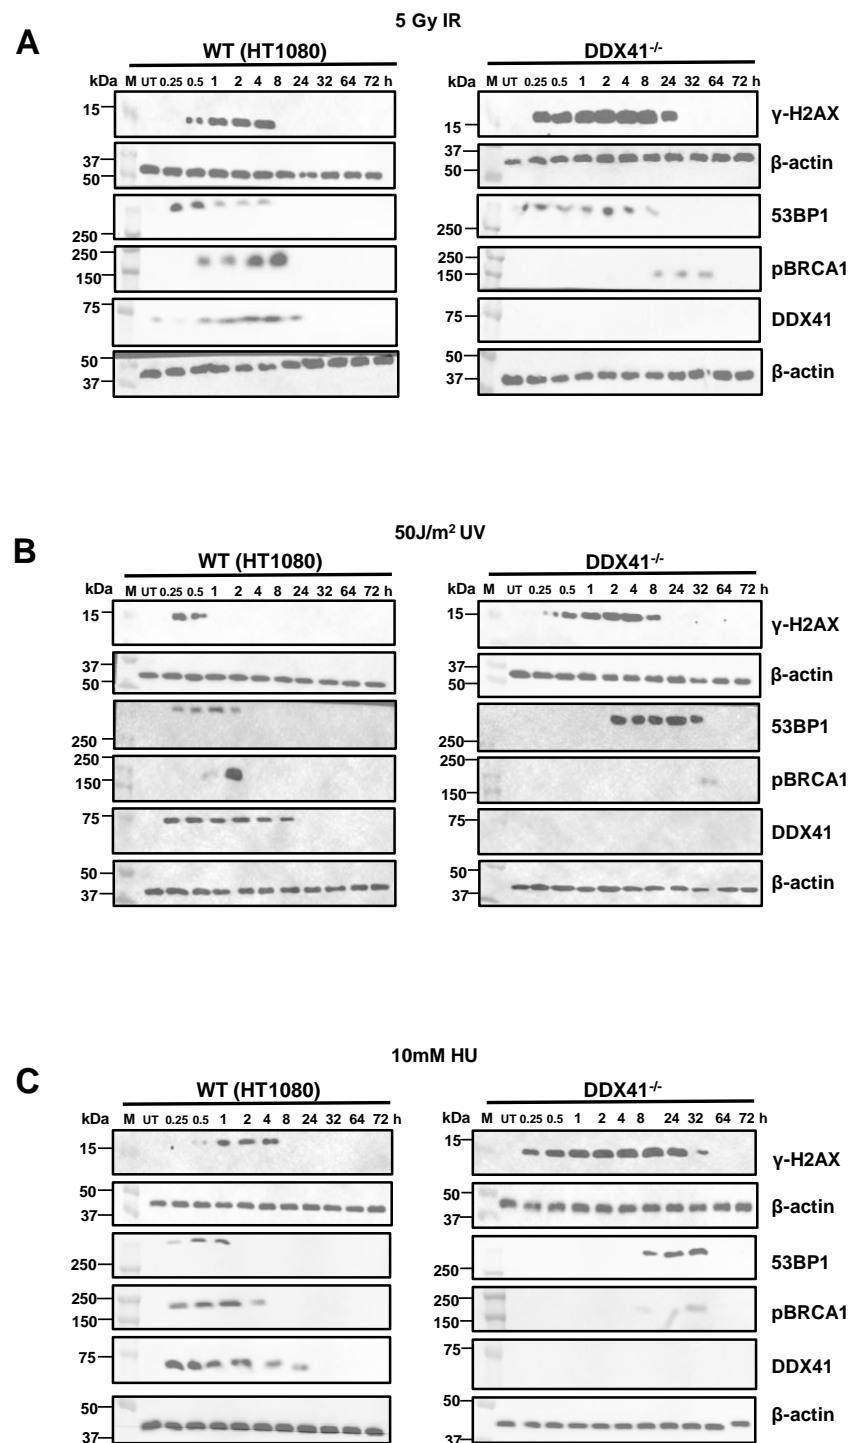 5 Gy IR
A
WT (HT1080)
DDX41-/-
kDa M UT 0.25 0.5 1 2 4 8 24 32 64 72 h
M UT 0.25 0.5 1 2 4 8 24 32 64 72 h
15
15
γ-H2AX
37
50
37
50
β-actin
250
250
53BP1
250
150
250
150
pBRCA1
75
75
DDX41
50
37
50
37
β-actin
50J/m² UV
B
WT (HT1080)
DDX41-/-
kDa M UT 0.25 0.5 1 2 4 8 24 32 64 72 h
kDa M UT 0.25 0.5 1 2 4 8 24 32 64 72 h
15
15
γ-H2AX
37
50
37
50
β-actin
250
250
53BP1
250
150
250
150
pBRCA1
75
75
DDX41
50
37
50
37
β-actin
10mM HU
C
WT (HT1080)
DDX41-/-
kDa M UT 0.25 0.5 1 2 4 8 24 32 64 72 h
kDa M UT 0.25 0.5 1 2 4 8 24 32 64 72 h
15
15
γ-H2AX
50
37
50
37
β-actin
250
250
53BP1
250
150
250
150
pBRCA1
75
75
DDX41
50
37
50
37
β-actin